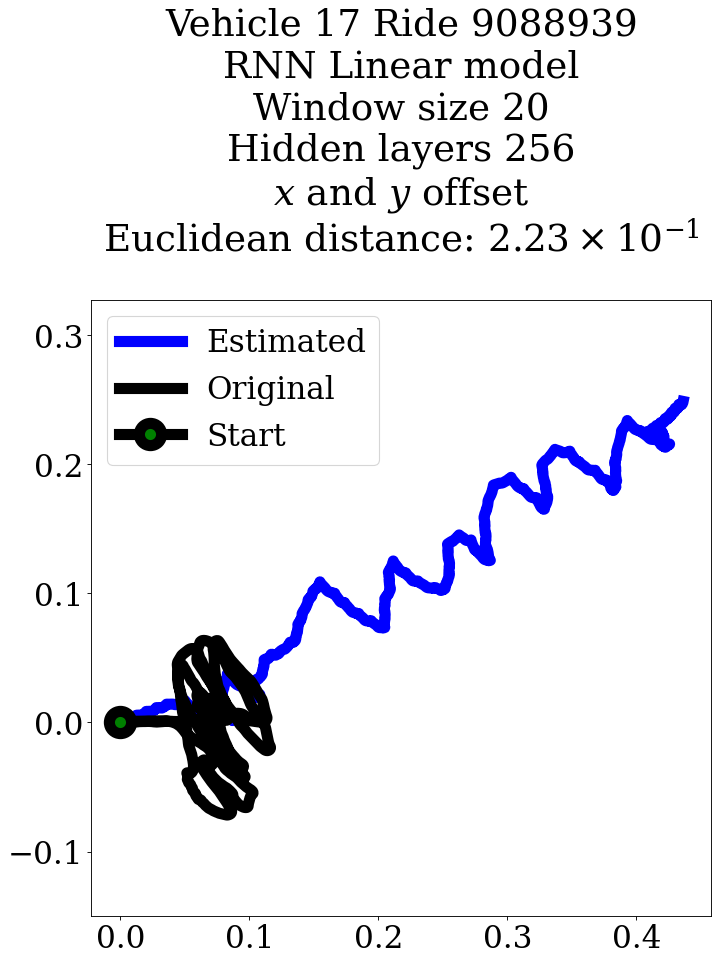 Vehicle 17 Ride 9088939
RNN Linear model
Window size 20
Hidden layers 256
x and y offset
Euclidean distance: 2.23 × 10⁻¹
Estimated
Original
Start
0.3
0.2
0.1
0.0
−0.1
0.0 0.1 0.2 0.3 0.4